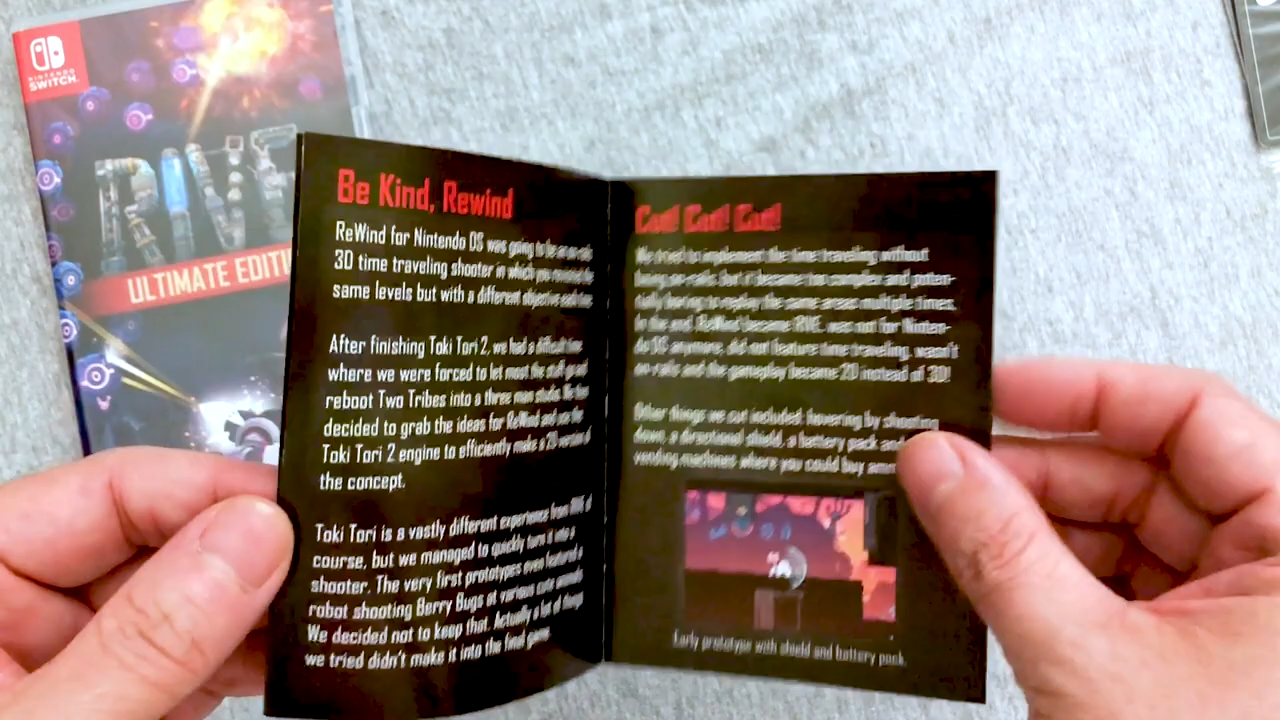 NINTENDO
SWITCH
ULTIMATE EDITI
Be Kind, Rewind
ReWind for Nintendo DS was going to be an on-rails
3D time traveling shooter in which you revisited the
same levels but with a different objective each time
After finishing Toki Tori 2, we had a difficult time
where we were forced to let most the staff go and
reboot Two Tribes into a three man studio. We then
decided to grab the ideas for ReWind and use the
Toki Tori 2 engine to efficiently make a 2D version of
the concept.
Toki Tori is a vastly different experience from RIVE of
course, but we managed to quickly turn it into a
shooter. The very first prototypes even featured a
robot shooting Berry Bugs at various cute animals
We decided not to keep that. Actually a lot of things
we tried didn't make it into the final game.
Cut! Cut! Cut!
We tried to implement the time traveling without
being on-rails, but it became too complex and poten-
tially boring to replay the same areas multiple times.
In the end, ReWind became RIVE, was not for Ninten-
do DS anymore, did not feature time traveling, wasn't
on-rails and the gameplay became 2D instead of 3D!
Other things we cut included: hovering by shooting
down, a directional shield, a battery pack and
vending machines where you could buy
Early prototype with shield and battery pack.